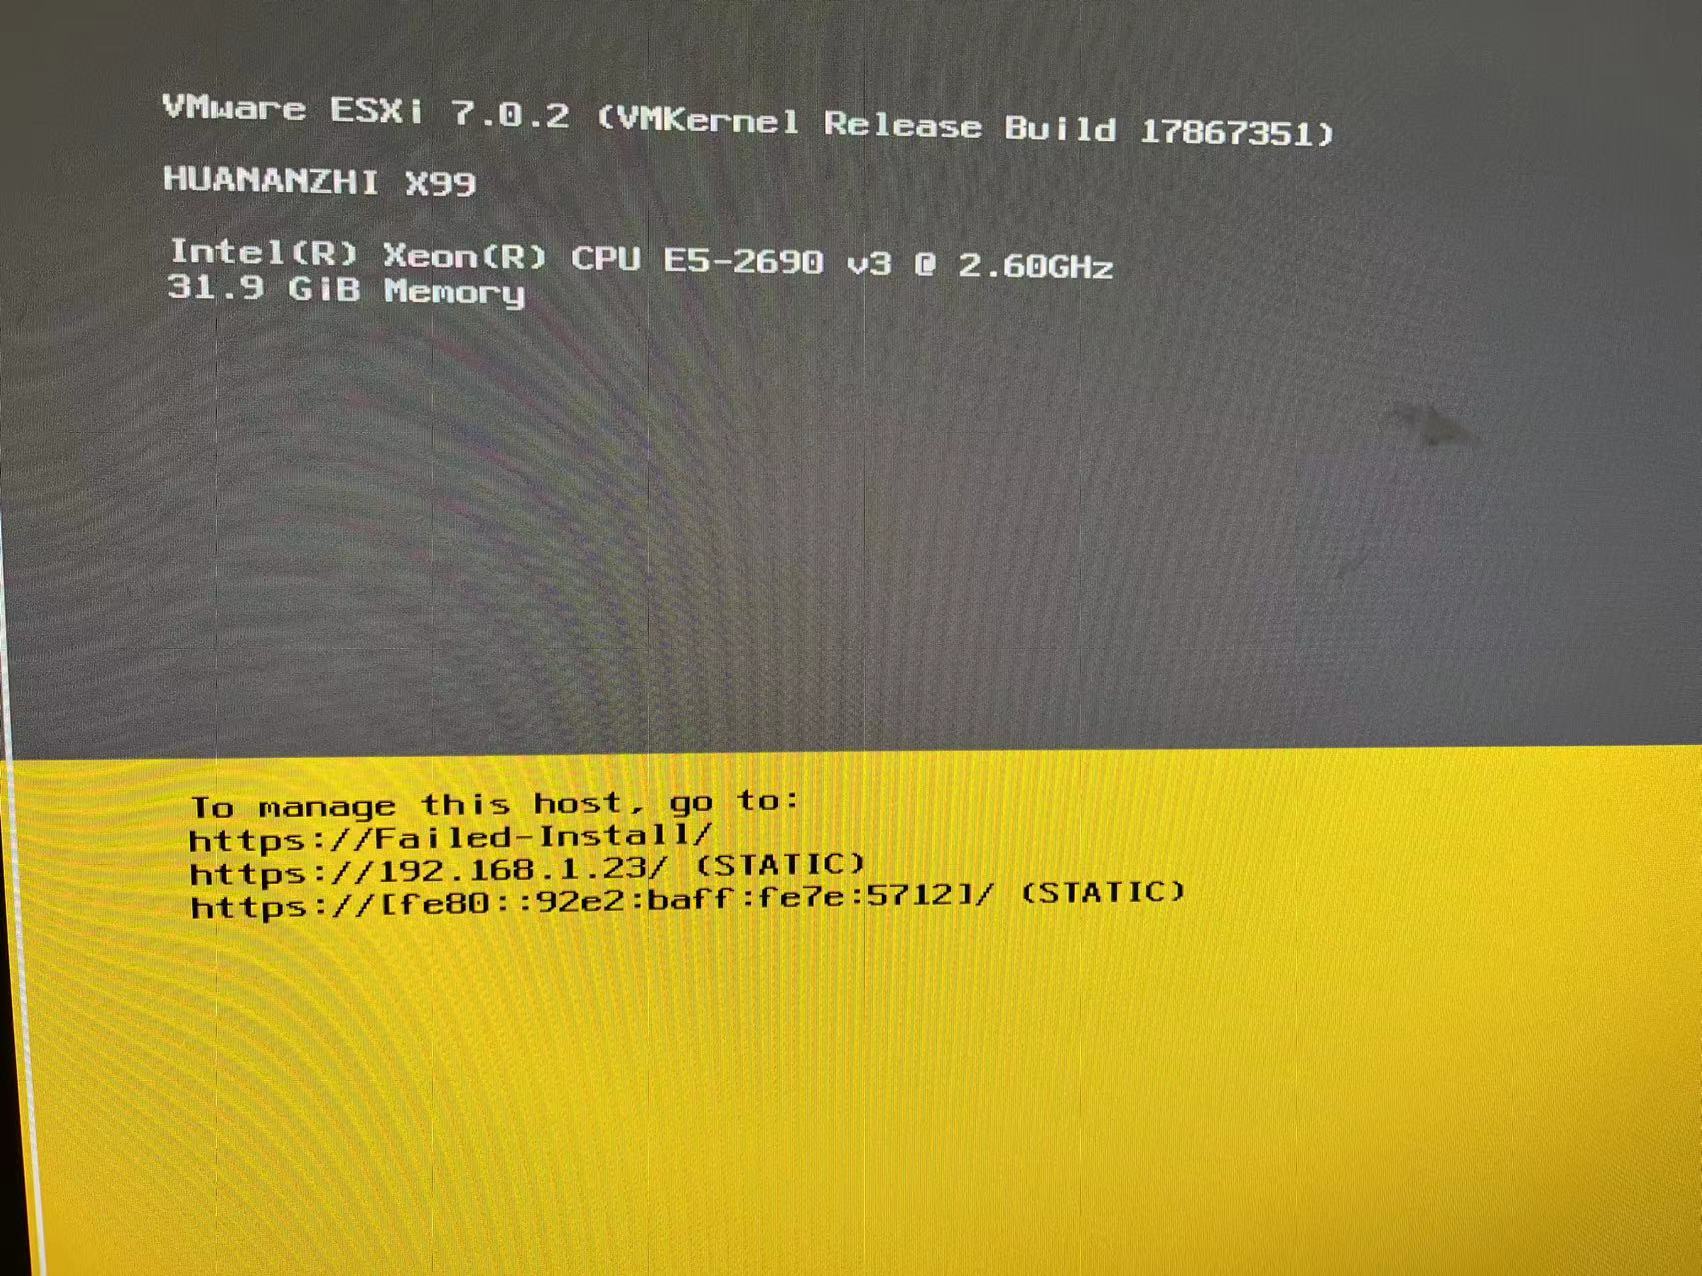 VMware ESXi 7.0.2 (VMKernel Release Build 17867351)
HUANANZHI X99
Intel(R) Xeon(R) CPU E5-2690 v3 @ 2.60GHz
31.9 GiB Memory
To manage this host, go to:
https://Failed-Install/
https://192.168.1.23/ (STATIC)
https://[fe80::92e2:baff:fe7e:5712]/ (STATIC)